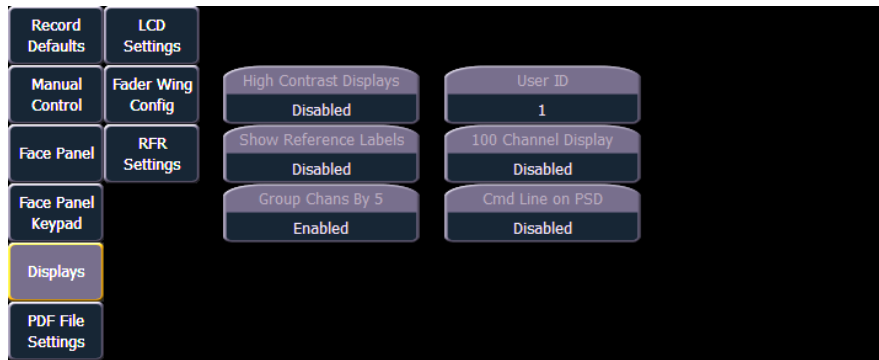 Record
Defaults
LCD
Settings
Manual
Control
Fader Wing
Config
High Contrast Displays
Disabled
User ID
1
Face Panel
RFR
Settings
Show Reference Labels
Disabled
100 Channel Display
Disabled
Face Panel
Keypad
Group Chans By 5
Enabled
Cmd Line on PSD
Disabled
Displays
PDF File
Settings